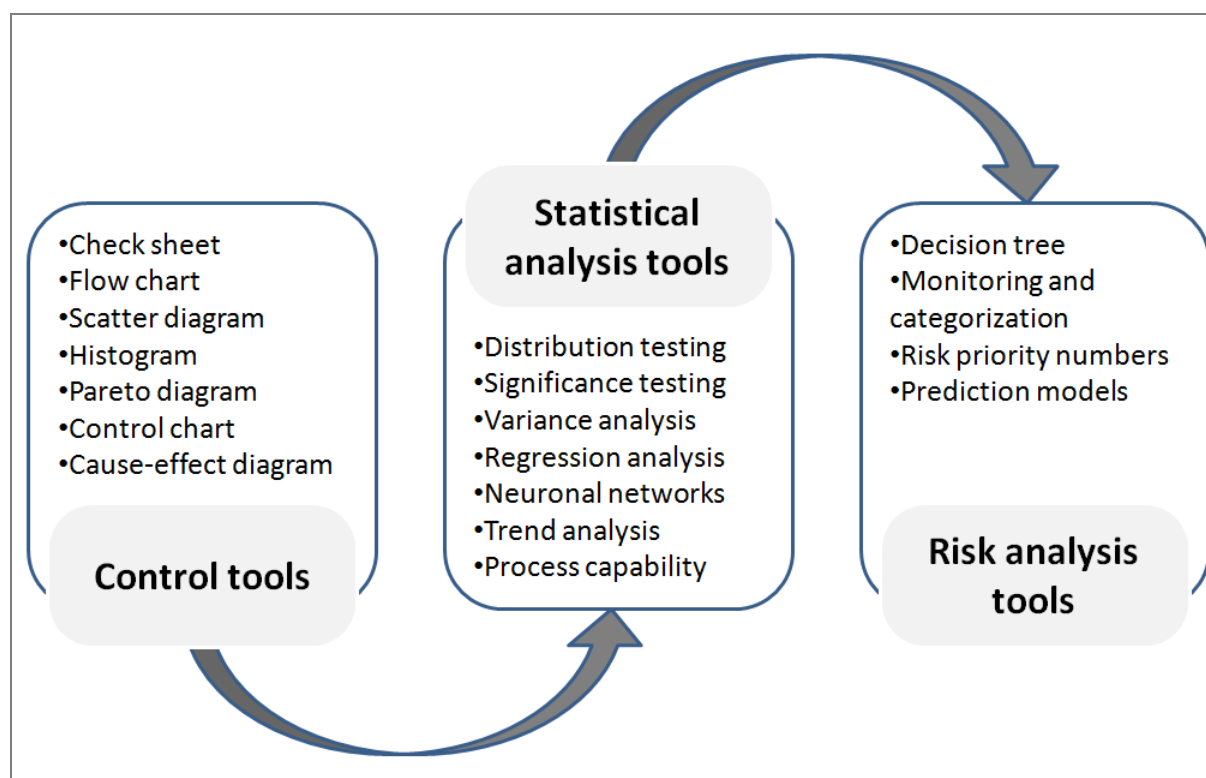 •Check sheet
•Flow chart
•Scatter diagram
•Histogram
•Pareto diagram
•Control chart
•Cause-effect diagram
Control tools
Statistical
analysis tools
•Distribution testing
•Significance testing
•Variance analysis
•Regression analysis
•Neuronal networks
•Trend analysis
•Process capability
•Decision tree
•Monitoring and
categorization
•Risk priority numbers
•Prediction models
Risk analysis
tools